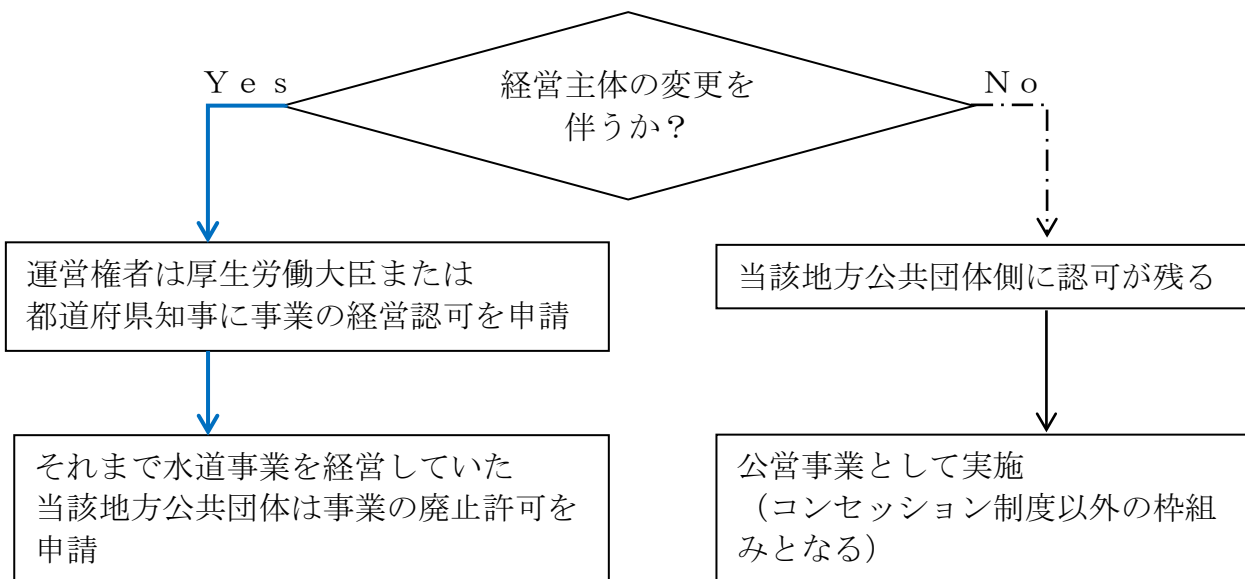 Ｙｅｓ
経営主体の変更を
伴うか？
Ｎｏ
運営権者は厚生労働大臣または
都道府県知事に事業の経営認可を申請
当該地方公共団体側に認可が残る
それまで水道事業を経営していた
当該地方公共団体は事業の廃止許可を
申請
公営事業として実施
（コンセッション制度以外の枠組
みとなる）